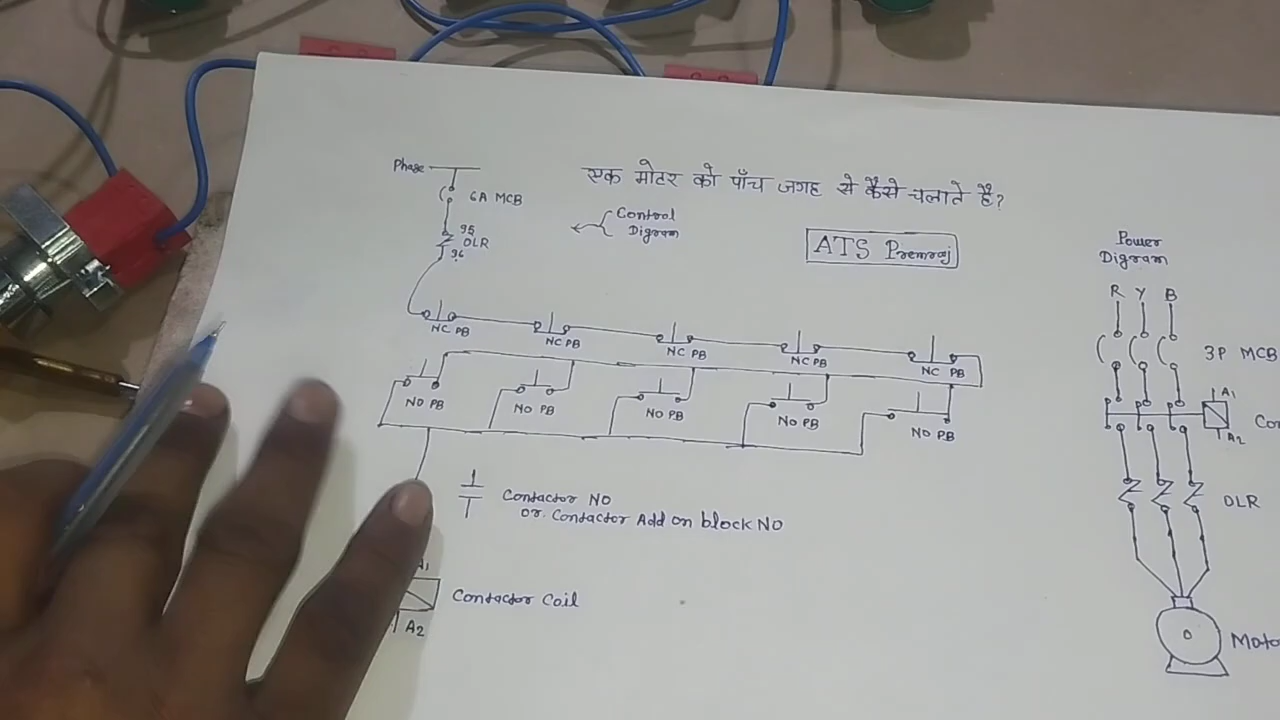 एक मोटर को पाँच जगह से कैसे चलाते हैं?
Phase
6A MCB
95
OLR
96
Control
Digram
ATS Premraj
NC PB
NC PB
NC PB
NC PB
NC PB
NO PB
NO PB
NO PB
NO PB
NO PB
Contactor NO
or Contactor Add on block NO
A1
Contactor Coil
A2
Power
Digram
R Y B
3P MCB
A1
A2
OLR